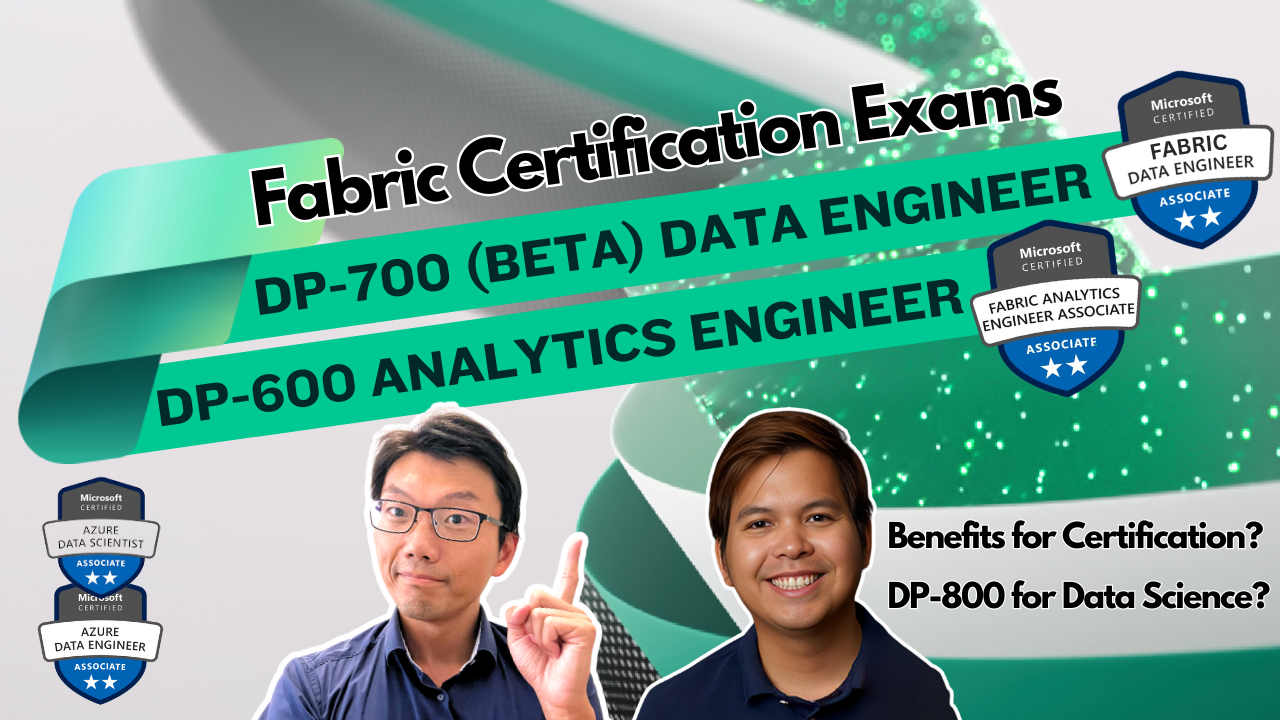 Fabric Certification Exams
DP-700 (BETA) DATA ENGINEER
DP-600 ANALYTICS ENGINEER
Microsoft
CERTIFIED
FABRIC
DATA ENGINEER
ASSOCIATE
Microsoft
CERTIFIED
FABRIC ANALYTICS
ENGINEER ASSOCIATE
ASSOCIATE
Microsoft
CERTIFIED
AZURE
DATA SCIENTIST
ASSOCIATE
Microsoft
CERTIFIED
AZURE
DATA ENGINEER
ASSOCIATE
Benefits for Certification?
DP-800 for Data Science?